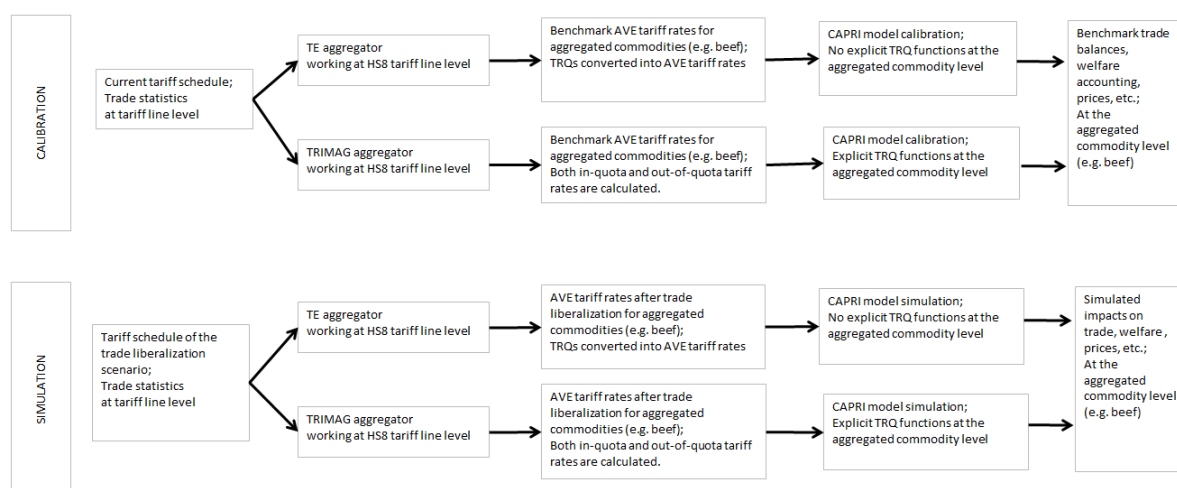 CALIBRATION
Current tariff schedule;
Trade statistics
at tariff line level
TE aggregator
working at HS8 tariff line level
Benchmark AVE tariff rates for
aggregated commodities (e.g. beef);
TRQs converted into AVE tariff rates
CAPRI model calibration;
No explicit TRQ functions at the
aggregated commodity level
TRIMAG aggregator
working at HS8 tariff line level
Benchmark AVE tariff rates for
aggregated commodities (e.g. beef);
Both in-quota and out-of-quota tariff
rates are calculated.
CAPRI model calibration;
Explicit TRQ functions at the
aggregated commodity level
Benchmark trade
balances,
welfare
accounting,
prices, etc.;
At the
aggregated
commodity level
(e.g. beef)
SIMULATION
Tariff schedule of the
trade liberalization
scenario;
Trade statistics
at tariff line level
TE aggregator
working at HS8 tariff line level
AVE tariff rates after trade
liberalization for aggregated
commodities (e.g. beef);
TRQs converted into AVE tariff rates
CAPRI model simulation;
No explicit TRQ functions at the
aggregated commodity level
TRIMAG aggregator
working at HS8 tariff line level
AVE tariff rates after trade
liberalization for aggregated
commodities (e.g. beef);
Both in-quota and out-of-quota tariff
rates are calculated.
CAPRI model simulation;
Explicit TRQ functions at the
aggregated commodity level
Simulated
impacts on
trade, welfare ,
prices, etc.;
At the
aggregated
commodity level
(e.g. beef)